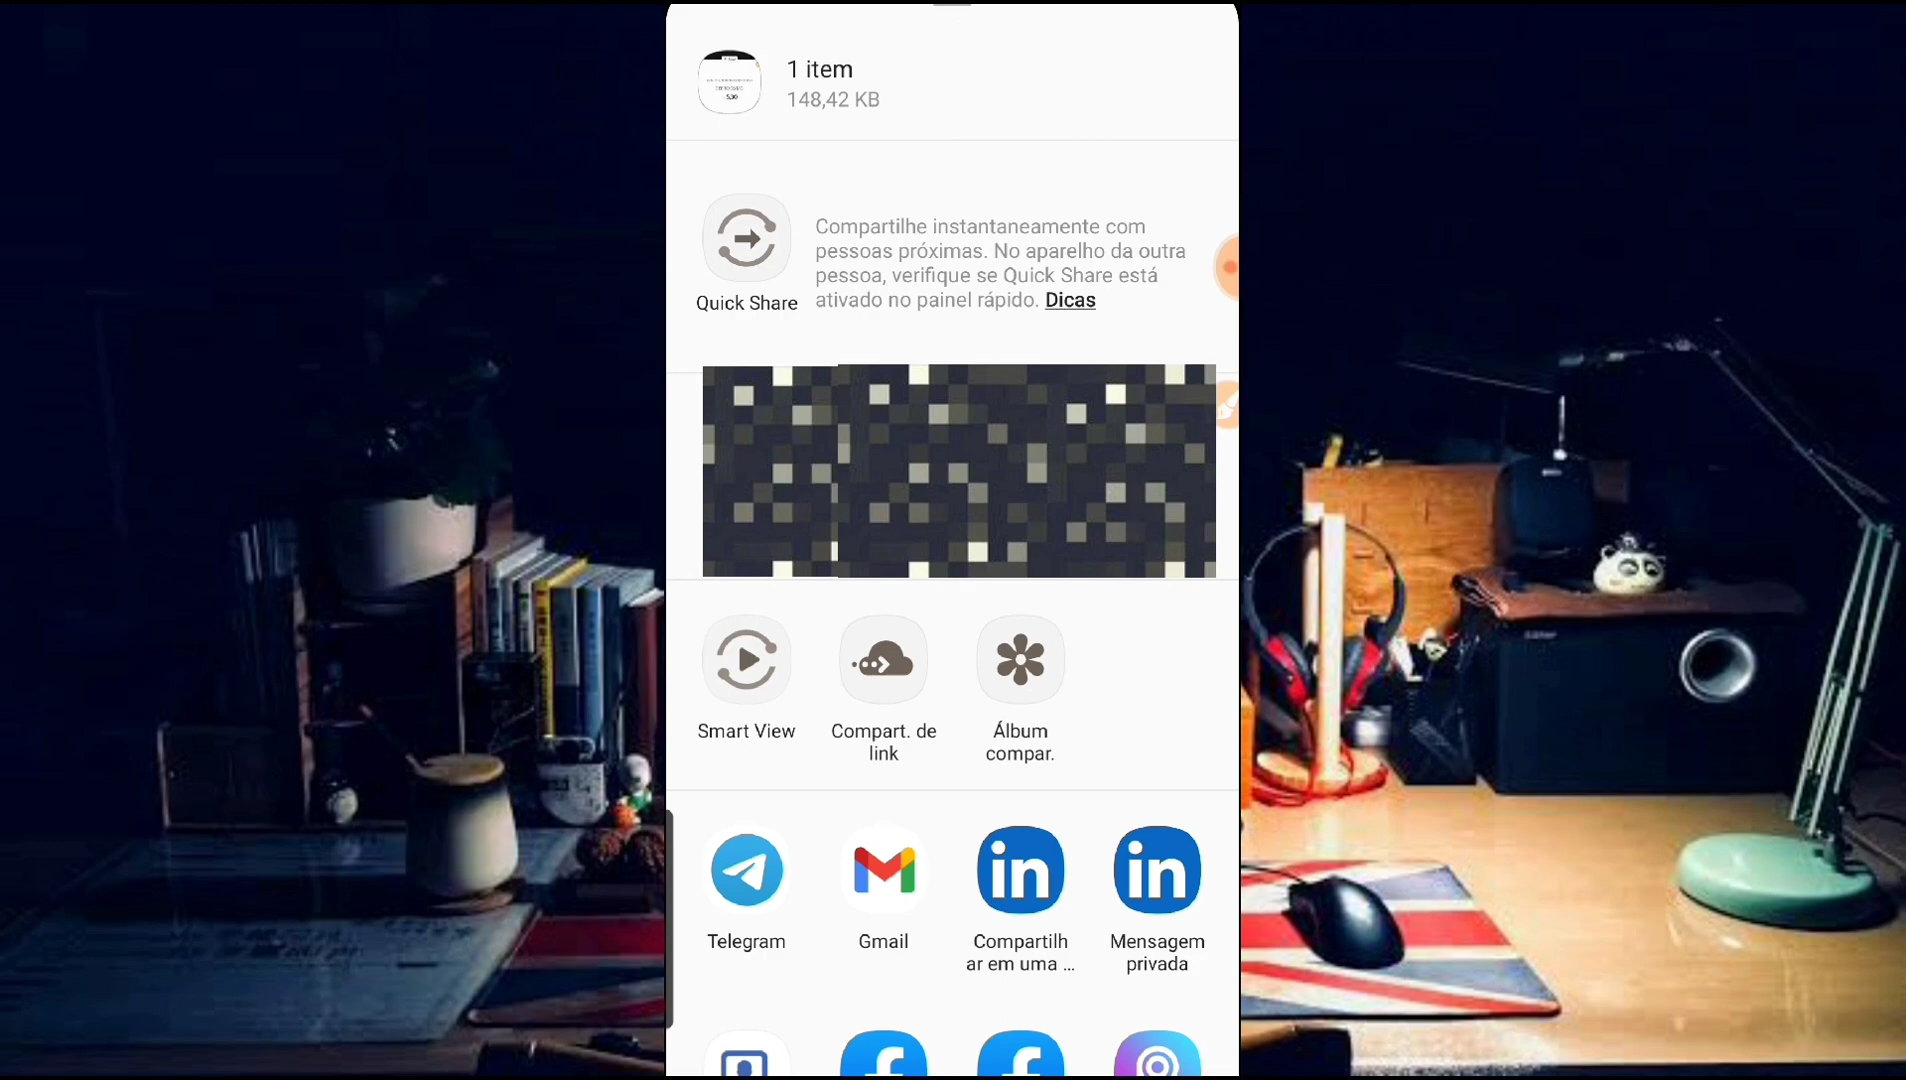 1 item
148,42 KB
Compartilhe instantaneamente com
pessoas próximas. No aparelho da outra
pessoa, verifique se Quick Share está
ativado no painel rápido. Dicas
Quick Share
Smart View
Compart. de
link
Álbum
compar.
Telegram
Gmail
Compartilh
ar em uma ...
Mensagem
privada